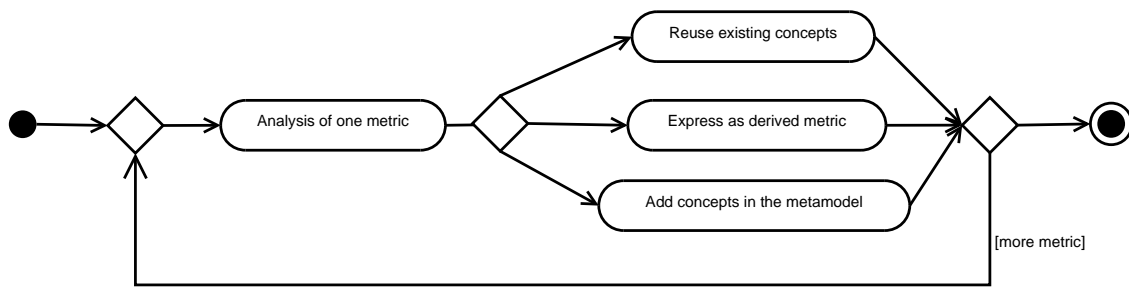 Reuse existing concepts
Analysis of one metric
Express as derived metric
Add concepts in the metamodel
[more metric]